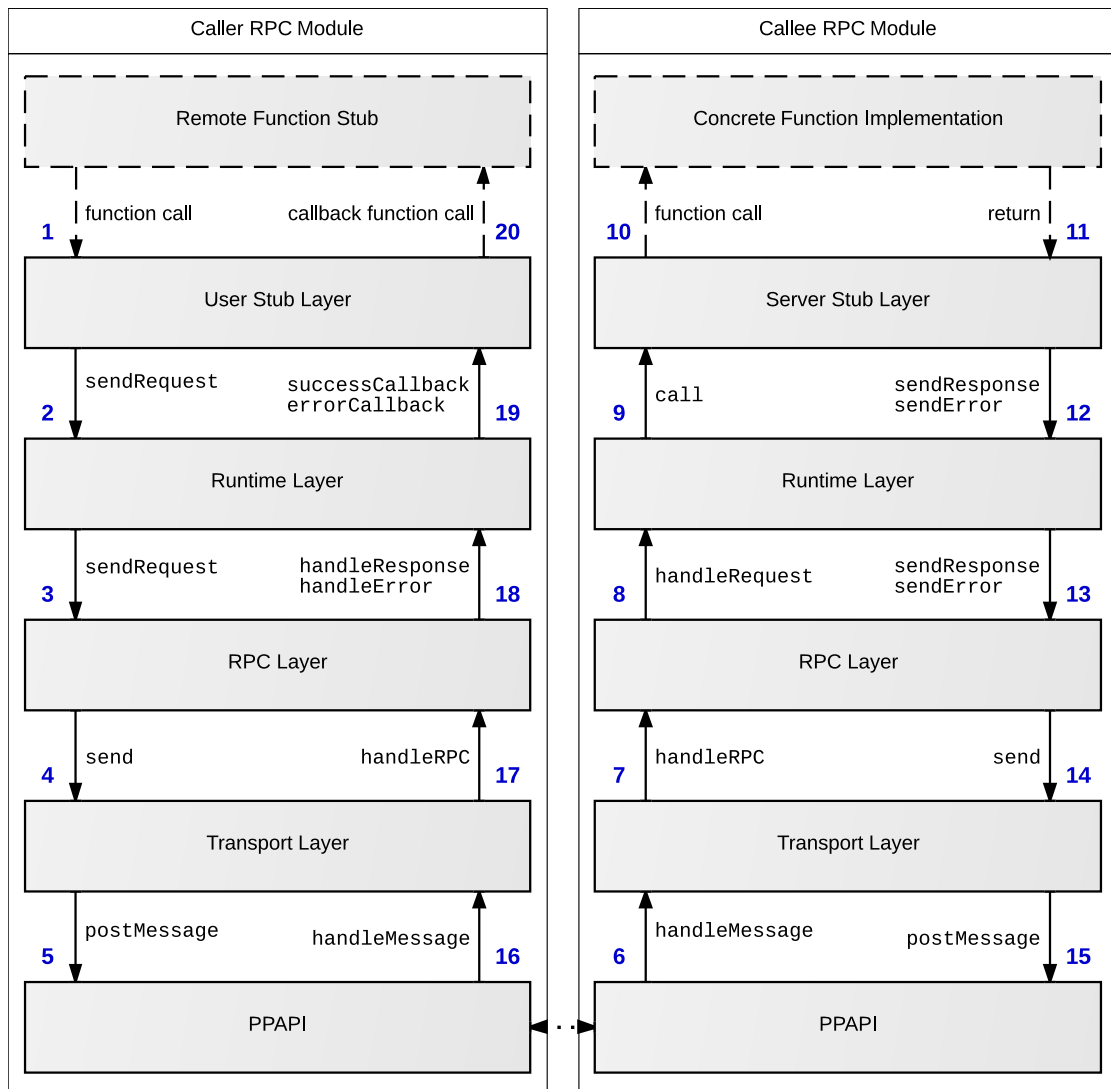 Caller RPC Module
Remote Function Stub
function call
callback function call
1
20
User Stub Layer
sendRequest
successCallback
errorCallback
2
19
Runtime Layer
sendRequest
handleResponse
handleError
3
18
RPC Layer
send
handleRPC
4
17
Transport Layer
postMessage
handleMessage
5
16
PPAPI
Callee RPC Module
Concrete Function Implementation
function call
return
10
11
Server Stub Layer
call
sendResponse
sendError
9
12
Runtime Layer
handleRequest
sendResponse
sendError
8
13
RPC Layer
handleRPC
send
7
14
Transport Layer
handleMessage
postMessage
6
15
PPAPI